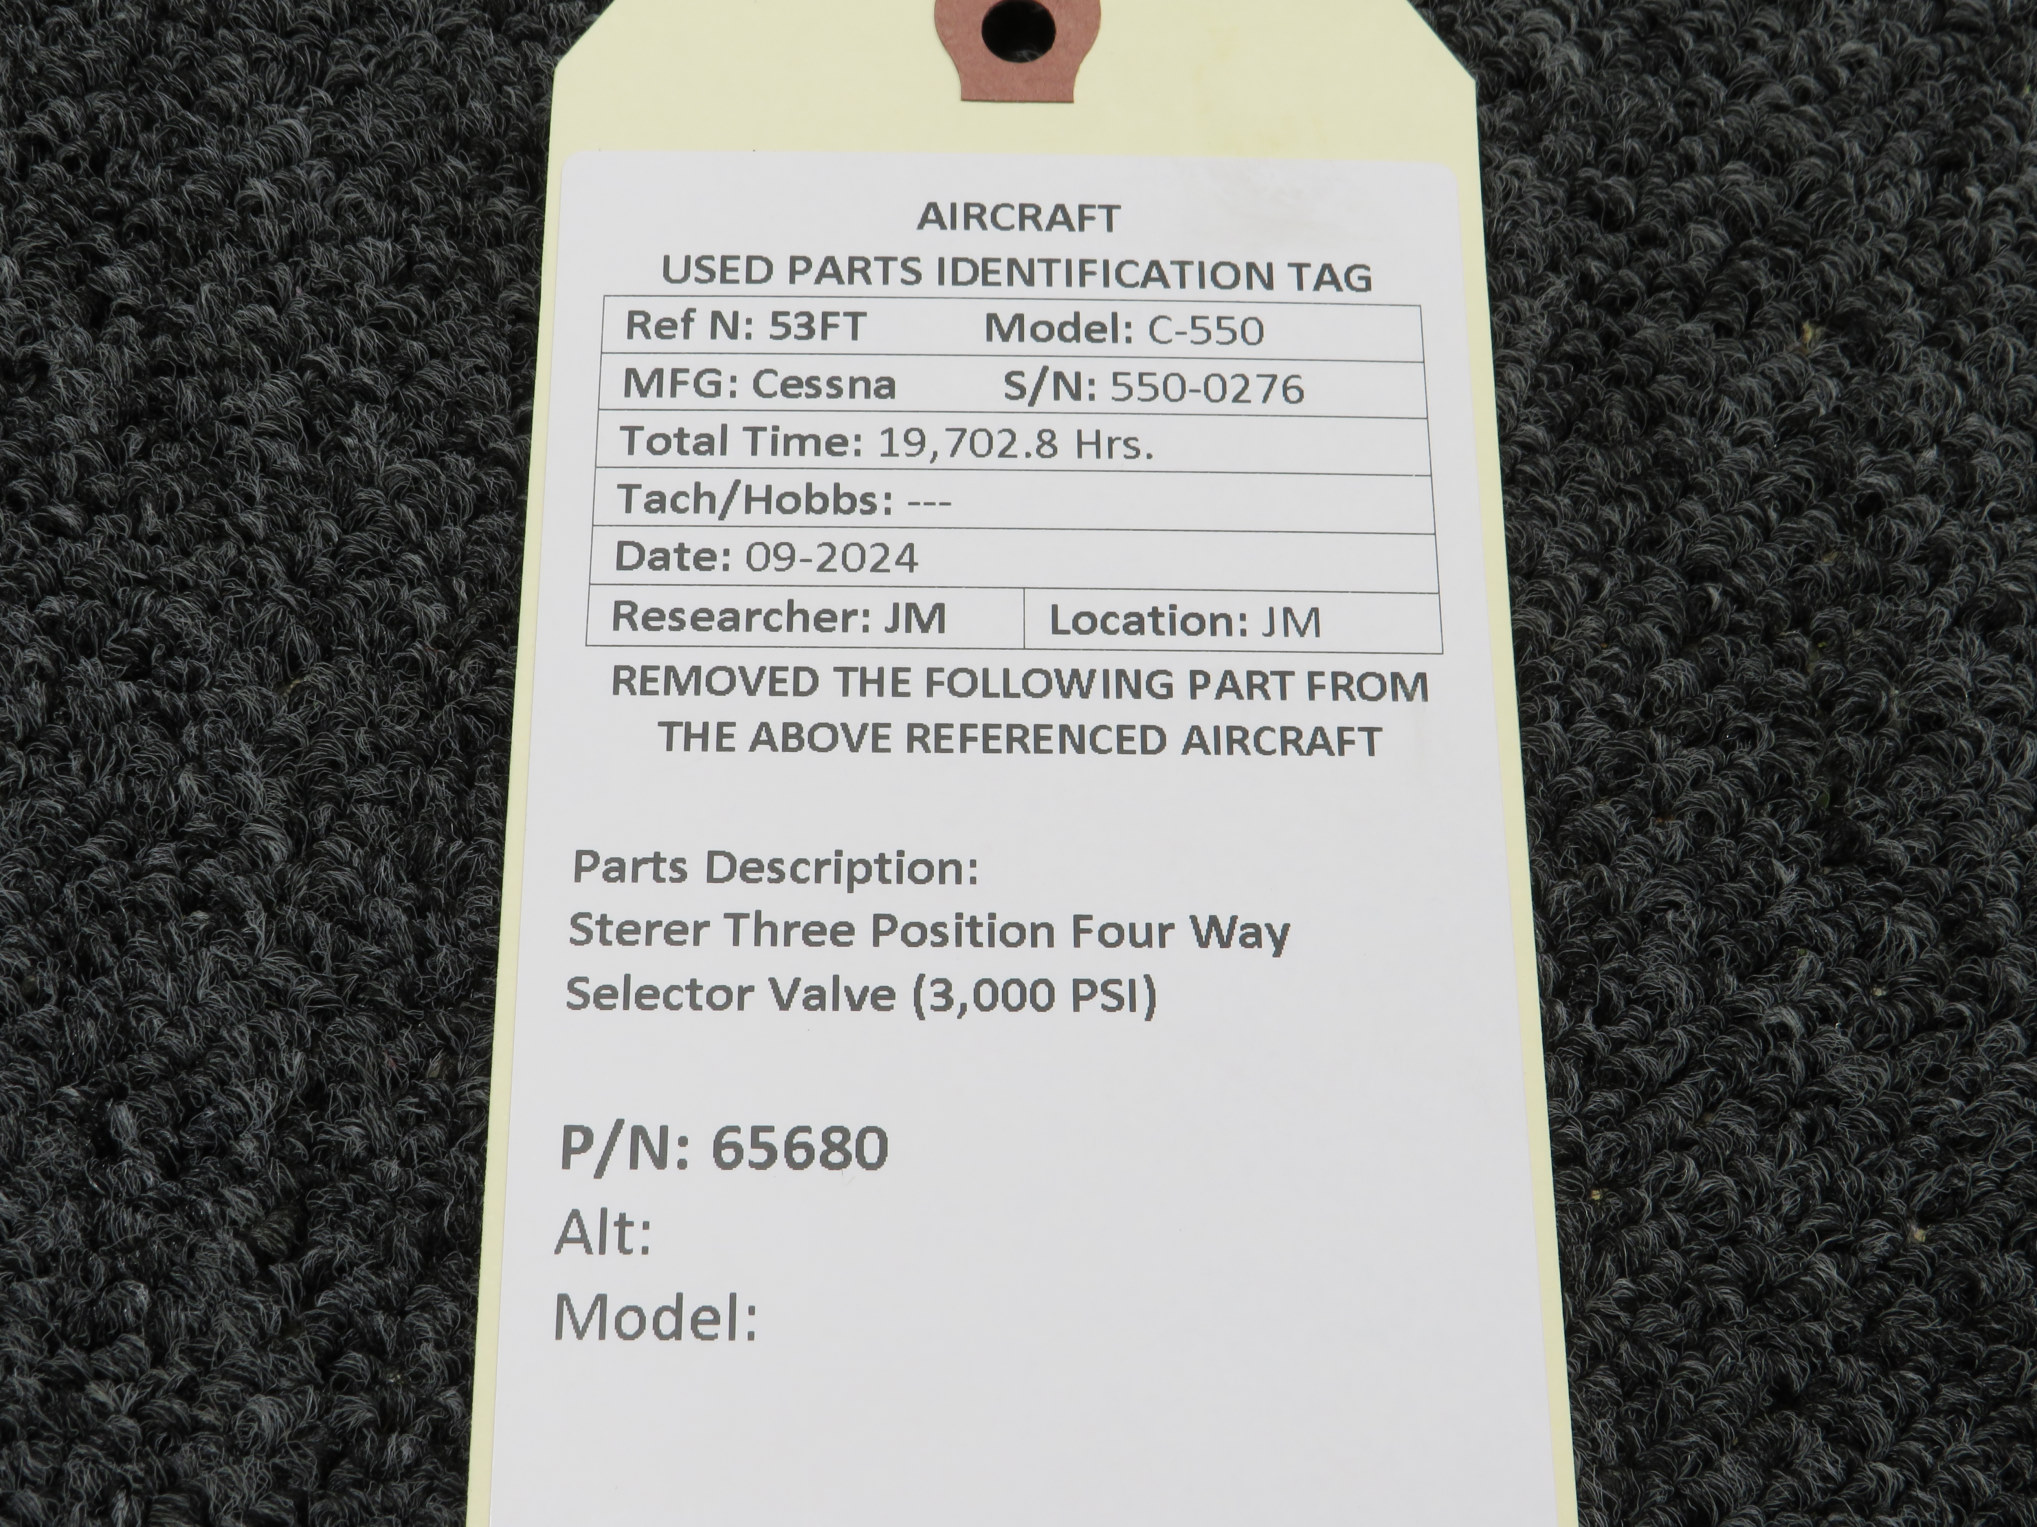 AIRCRAFT
USED PARTS IDENTIFICATION TAG
Ref N: 53FT Model: C-550
MFG: Cessna S/N: 550-0276
Total Time: 19,702.8 Hrs.
Tach/Hobbs: ---
Date: 09-2024
Researcher: JM Location: JM
REMOVED THE FOLLOWING PART FROM
THE ABOVE REFERENCED AIRCRAFT
Parts Description:
Sterer Three Position Four Way
Selector Valve (3,000 PSI)
P/N: 65680
Alt:
Model: